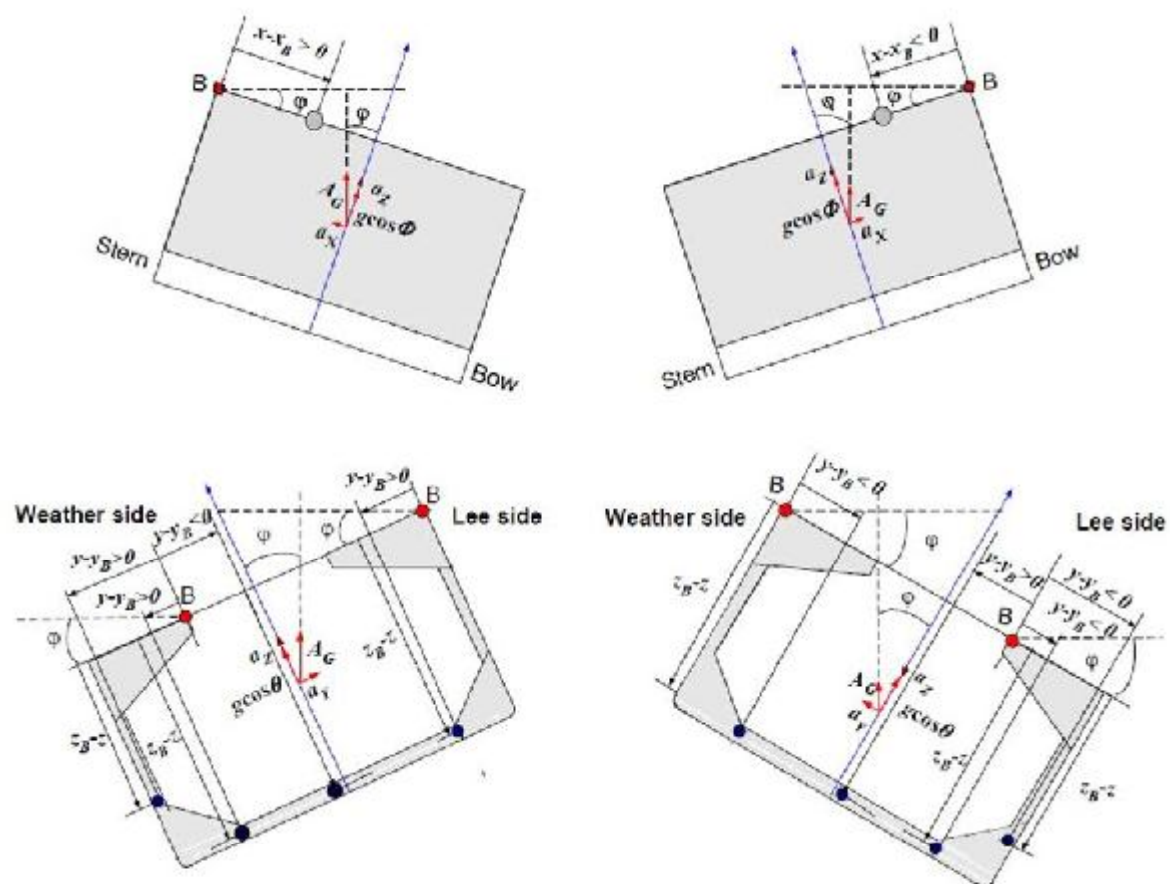 x-x_B > 0
x-x_B < 0
B
φ
φ
φ
φ
B
A_G
a_Z
gcosΦ
a_X
a_Z
A_G
gcosΦ
a_X
Stern
Bow
Stern
Bow
y-y_B>0
B
B
y-y_B<0
Weather side
Lee side
Weather side
Lee side
y-y_B<0
y-y_B>0
y-y_B>0
B
φ
φ
φ
φ
φ
φ
z_B-z
y-y_B>0
y-y_B<0
y-y_B<0
B
a_Z
A_G
gcosθ
a_Y
z_B-z
z_B-z
z_B-z
A_G
a_Z
a_Y
gcosθ
z_B-z
z_B-z